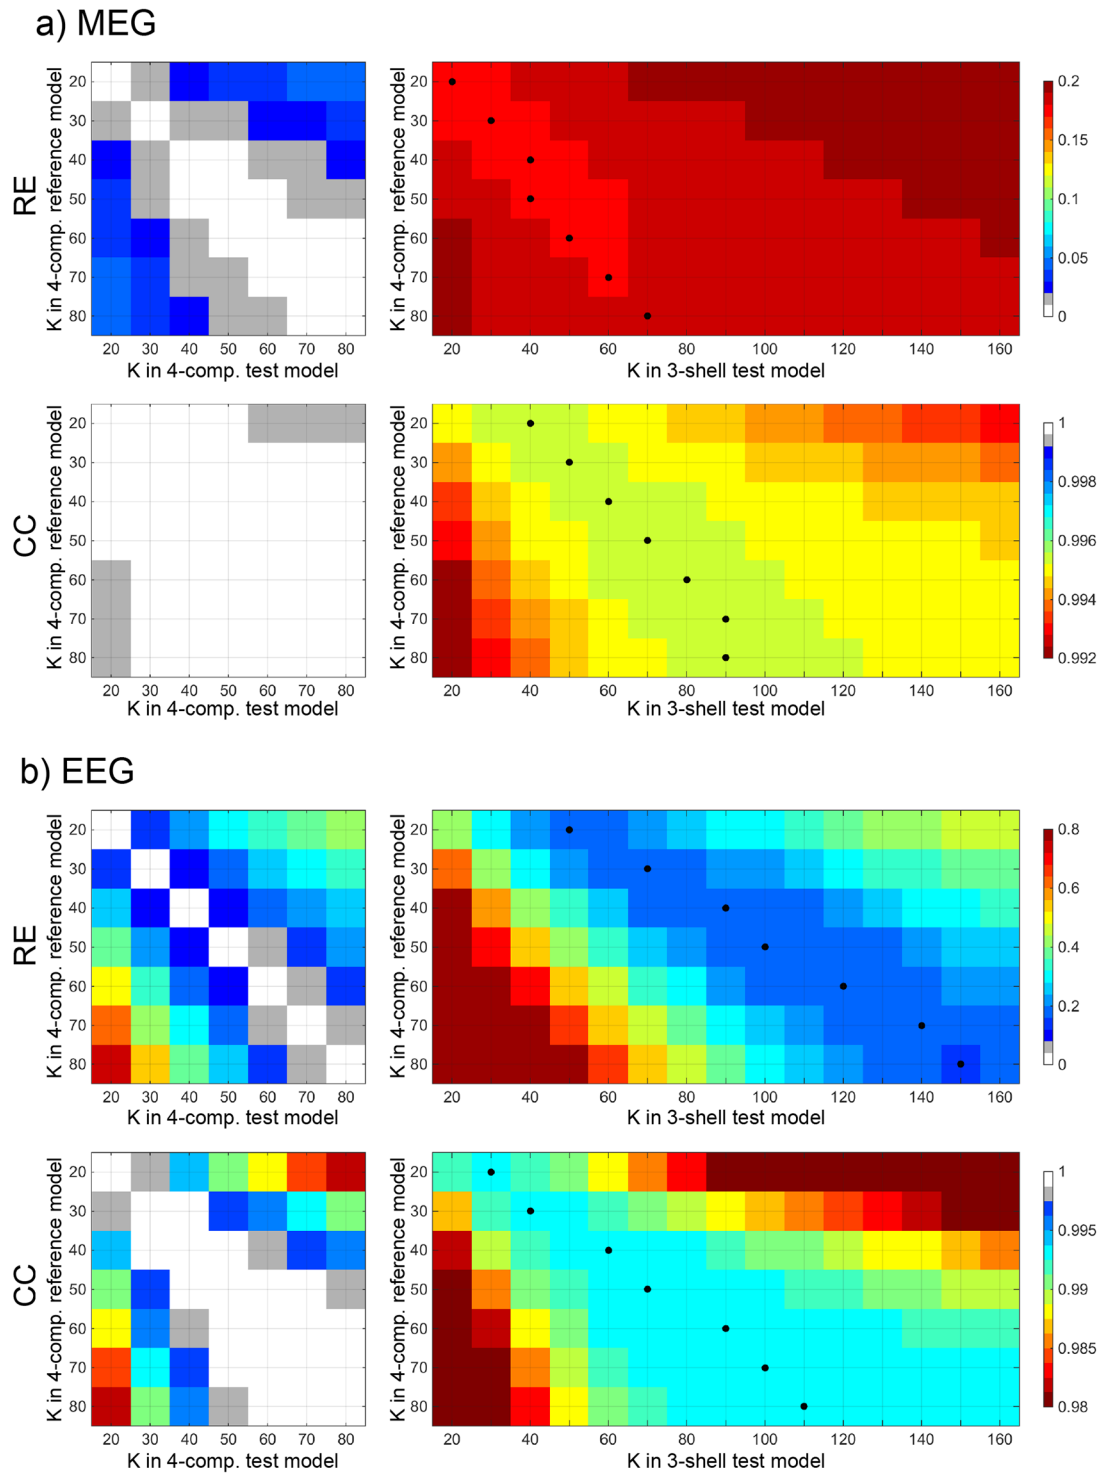 a) MEG
RE
K in 4-comp. reference model
20
30
40
50
60
70
80
20 30 40 50 60 70 80
K in 4-comp. test model
K in 4-comp. reference model
20
30
40
50
60
70
80
20 40 60 80 100 120 140 160
K in 3-shell test model
0.2
0.15
0.1
0.05
0
CC
K in 4-comp. reference model
20
30
40
50
60
70
80
20 30 40 50 60 70 80
K in 4-comp. test model
K in 4-comp. reference model
20
30
40
50
60
70
80
20 40 60 80 100 120 140 160
K in 3-shell test model
1
0.998
0.996
0.994
0.992
b) EEG
RE
K in 4-comp. reference model
20
30
40
50
60
70
80
20 30 40 50 60 70 80
K in 4-comp. test model
K in 4-comp. reference model
20
30
40
50
60
70
80
20 40 60 80 100 120 140 160
K in 3-shell test model
0.8
0.6
0.4
0.2
0
CC
K in 4-comp. reference model
20
30
40
50
60
70
80
20 30 40 50 60 70 80
K in 4-comp. test model
K in 4-comp. reference model
20
30
40
50
60
70
80
20 40 60 80 100 120 140 160
K in 3-shell test model
1
0.995
0.99
0.985
0.98